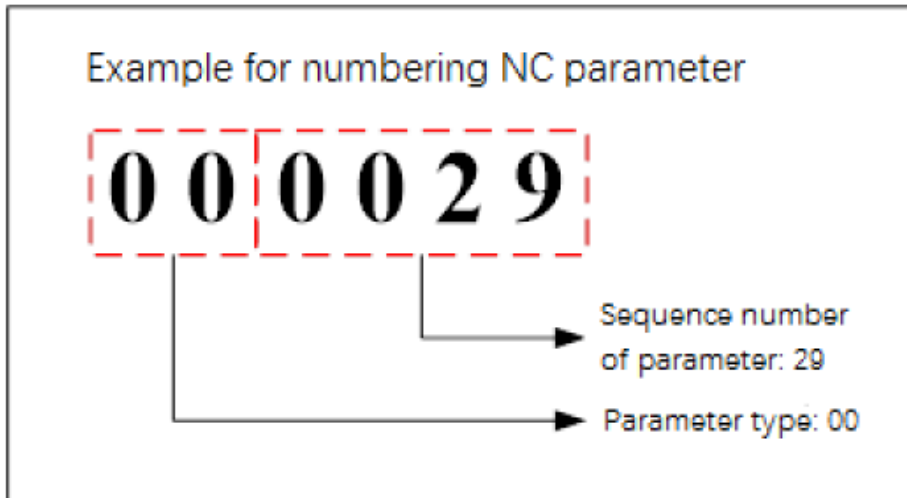 Example for numbering NC parameter
0 0 0 0 2 9
Sequence number
of parameter: 29
Parameter type: 00